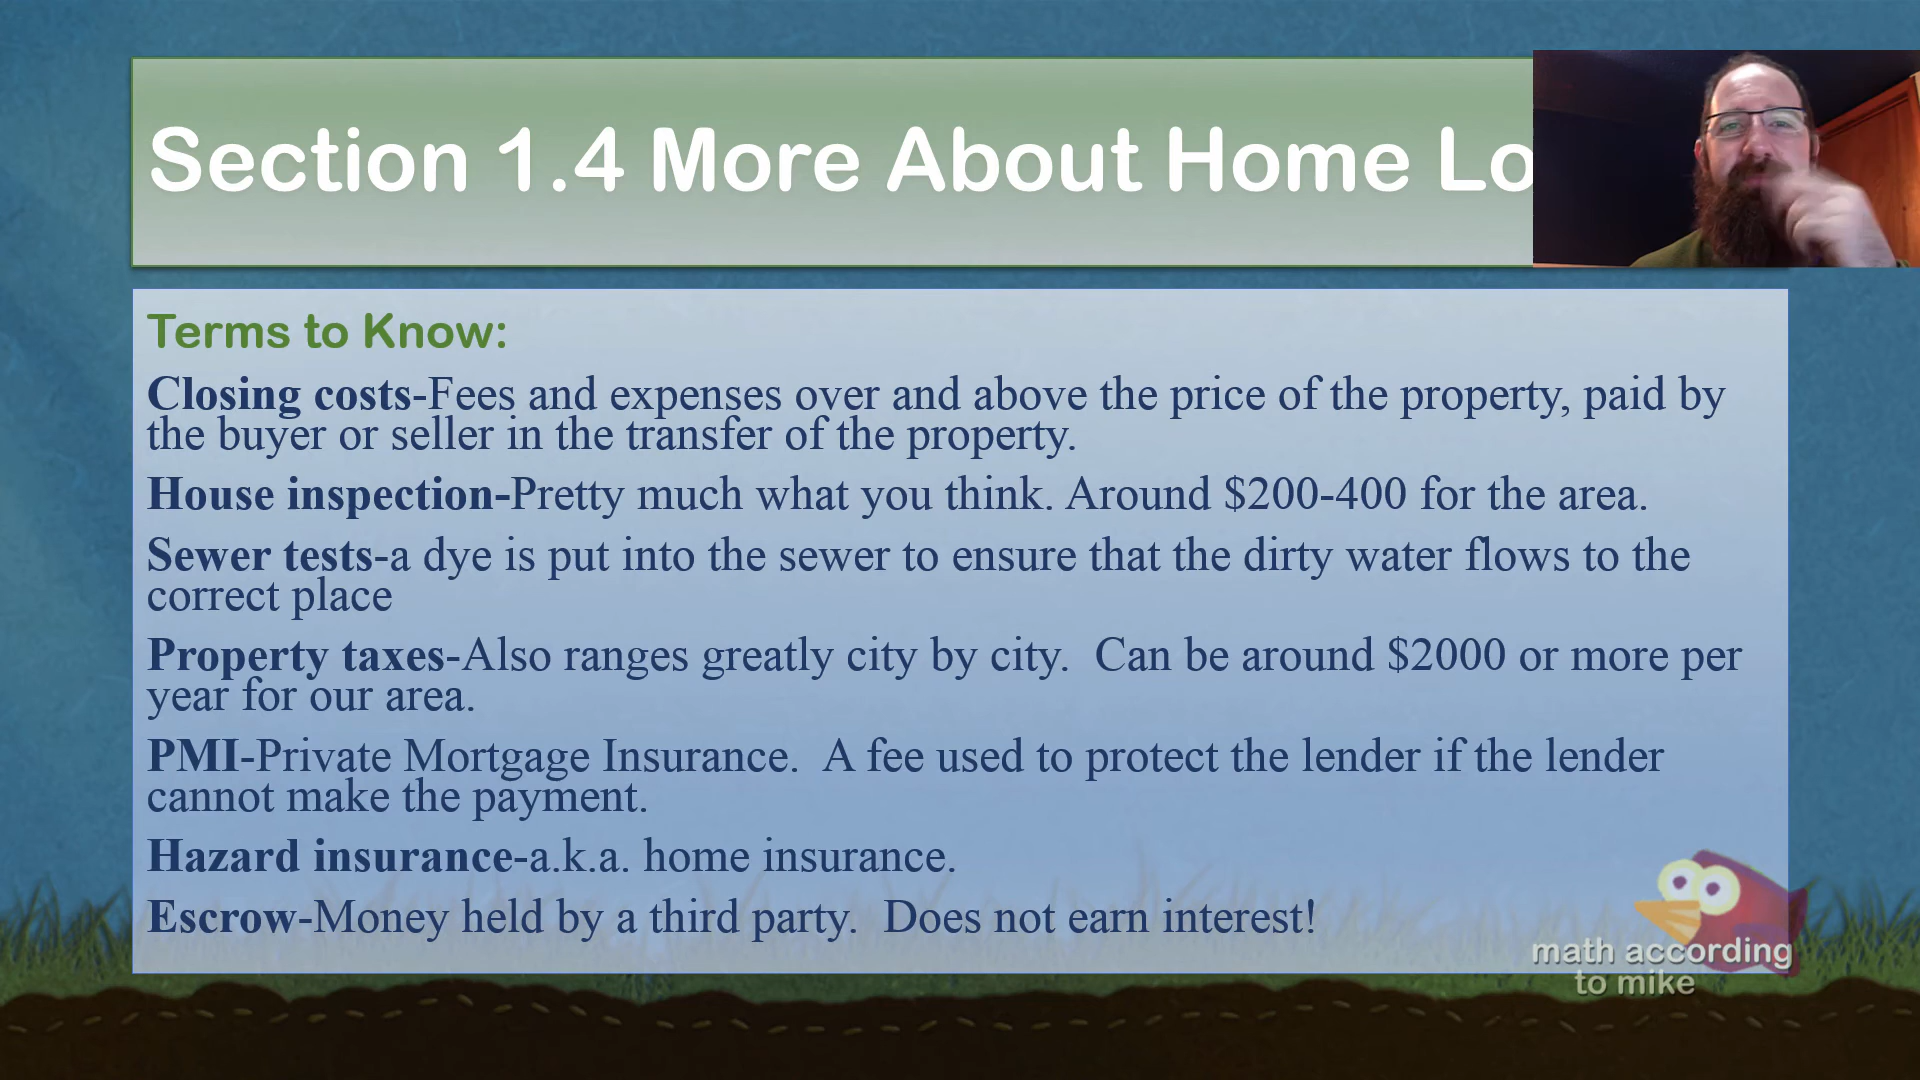 Section 1.4 More About Home Lo
Terms to Know:
Closing costs-Fees and expenses over and above the price of the property, paid by
the buyer or seller in the transfer of the property.
House inspection-Pretty much what you think. Around $200-400 for the area.
Sewer tests-a dye is put into the sewer to ensure that the dirty water flows to the
correct place
Property taxes-Also ranges greatly city by city.  Can be around $2000 or more per
year for our area.
PMI-Private Mortgage Insurance.  A fee used to protect the lender if the lender
cannot make the payment.
Hazard insurance-a.k.a. home insurance.
Escrow-Money held by a third party.  Does not earn interest!
math according
to mike